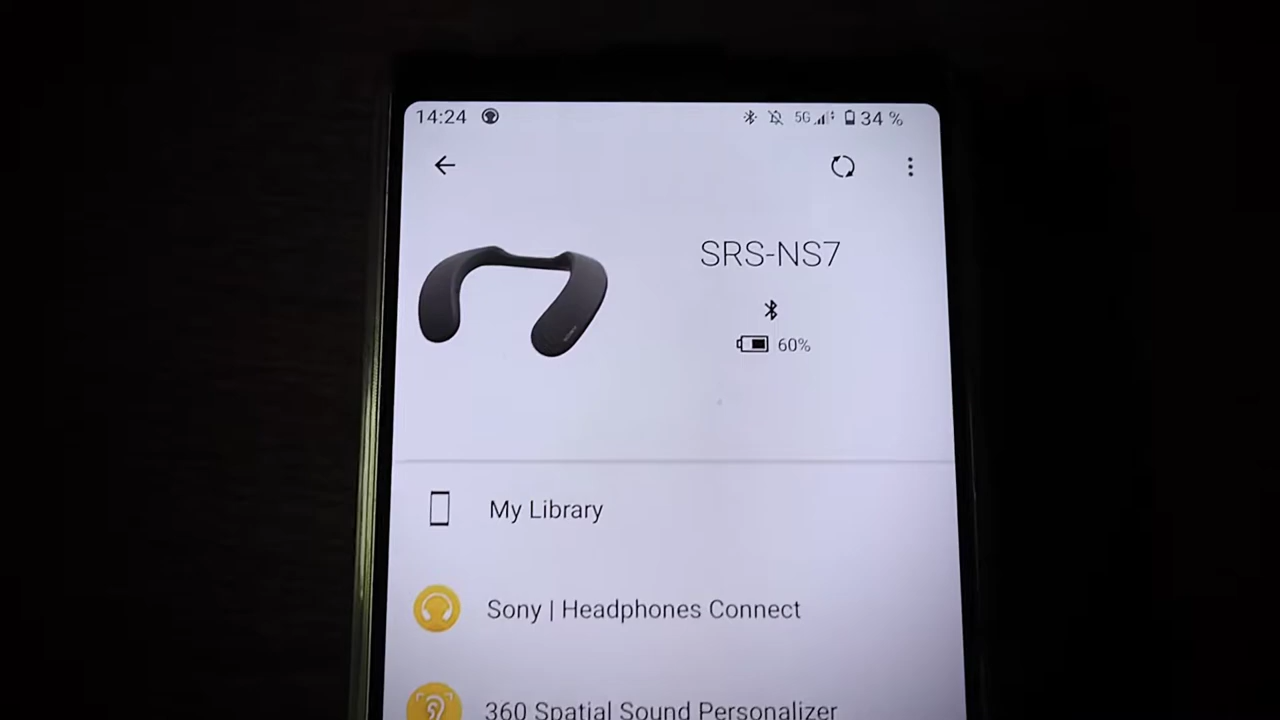 14:24 5G 34 %
SRS-NS7
60%
My Library
Sony | Headphones Connect
360 Spatial Sound Personalizer